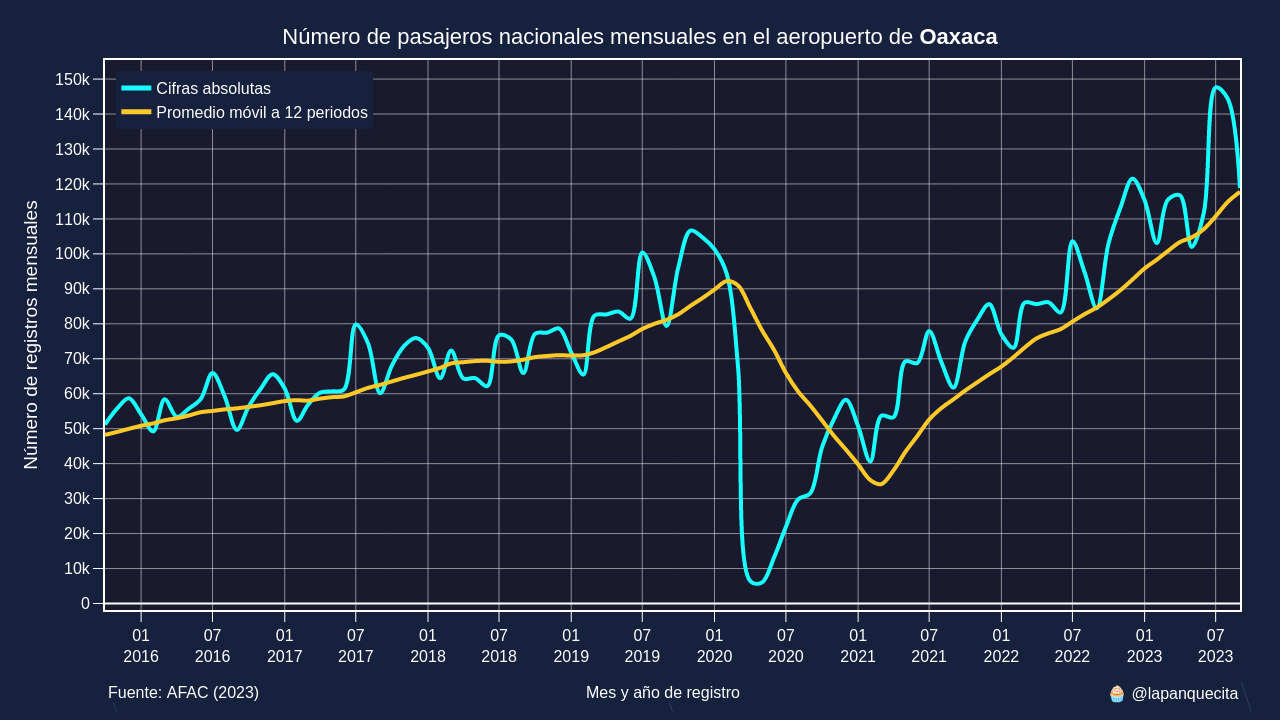 Número de pasajeros nacionales mensuales en el aeropuerto de Oaxaca
Cifras absolutas
Promedio móvil a 12 periodos
Número de registros mensuales
150k
140k
130k
120k
110k
100k
90k
80k
70k
60k
50k
40k
30k
20k
10k
0
01 07 01 07 01 07 01 07 01 07 01 07 01 07 01 07
2016 2016 2017 2017 2018 2018 2019 2019 2020 2020 2021 2021 2022 2022 2023 2023
Fuente: AFAC (2023) Mes y año de registro 🧁 @lapanquecita